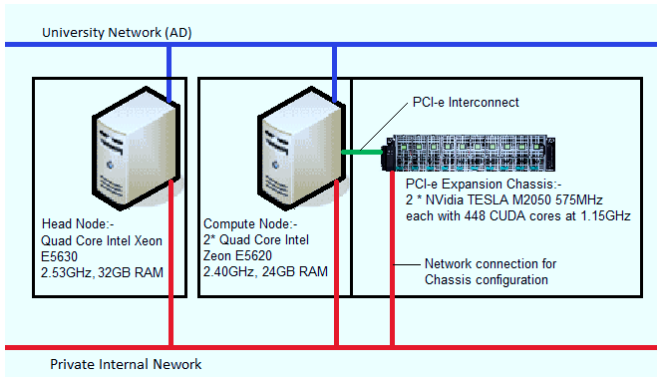 University Network (AD)
PCI-e Interconnect
Head Node:-
Quad Core Intel Xeon
E5630
2.53GHz, 32GB RAM
Compute Node:-
2* Quad Core Intel
Zeon E5620
2.40GHz, 24GB RAM
PCI-e Expansion Chassis:-
2 * NVidia TESLA M2050 575MHz
each with 448 CUDA cores at 1.15GHz
Network connection for
Chassis configuration
Private Internal Nework